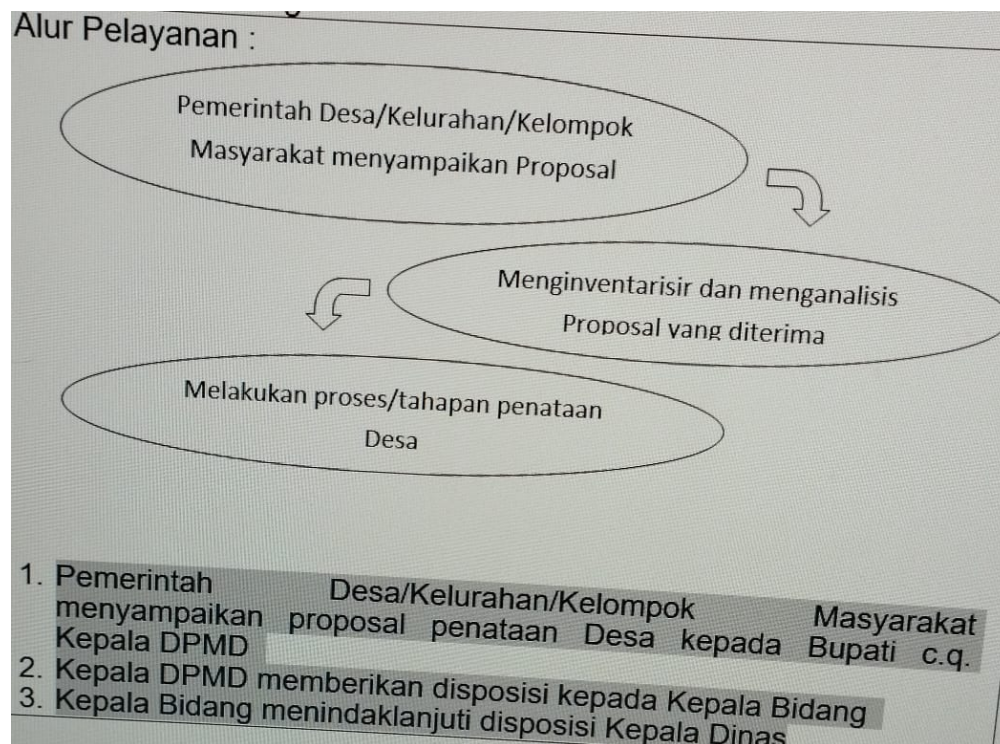 Alur Pelayanan :
Pemerintah Desa/Kelurahan/Kelompok
Masyarakat menyampaikan Proposal
Menginventarisir dan menganalisis
Proposal yang diterima
Melakukan proses/tahapan penataan
Desa
1. Pemerintah Desa/Kelurahan/Kelompok Masyarakat
menyampaikan proposal penataan Desa kepada Bupati c.q.
Kepala DPMD
2. Kepala DPMD memberikan disposisi kepada Kepala Bidang
3. Kepala Bidang menindaklanjuti disposisi Kepala Dinas